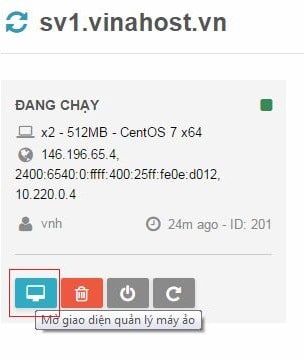 sv1.vinahost.vn
ĐANG CHẠY
x2 - 512MB - CentOS 7 x64
146.196.65.4,
2400:6540:0:ffff:400:25ff:fe0e:d012,
10.220.0.4
vnh
24m ago - ID: 201
Mở giao diện quản lý máy ảo